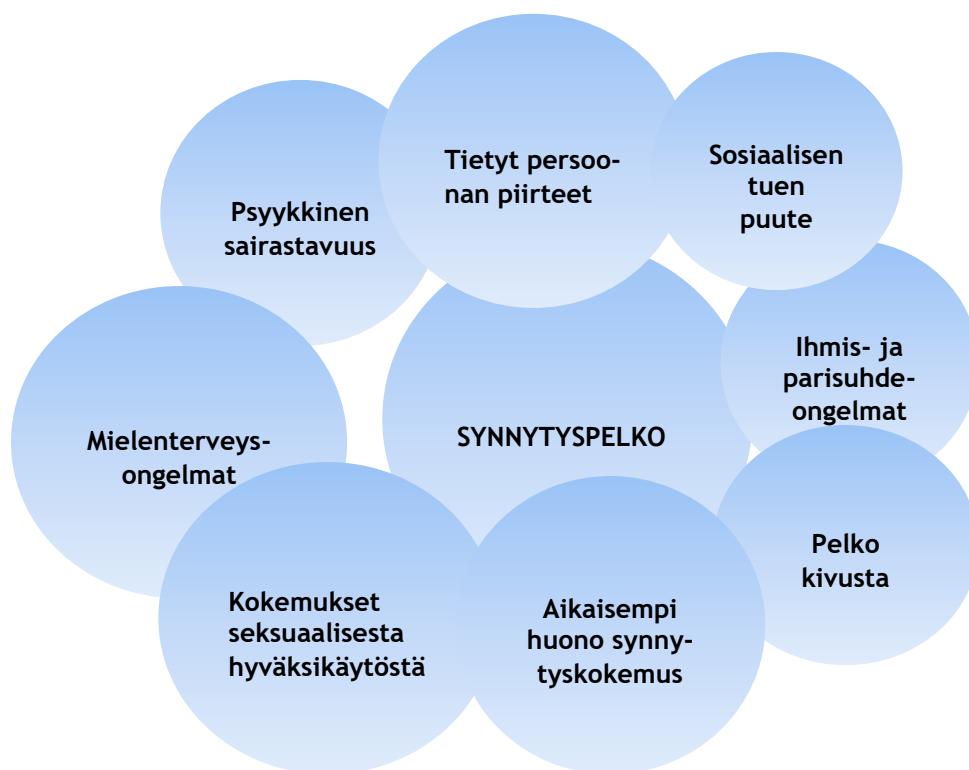 Tietyt persoo-
nan piirteet
Sosiaalisen
tuen
puute
Psyykkinen
sairastavuus
Ihmis- ja
parisuhde-
ongelmat
SYNNYTYSPELKO
Mielenterveys-
ongelmat
Pelko
kivusta
Kokemukset
seksuaalisesta
hyväksikäytöstä
Aikaisempi
huono synny-
tyskokemus